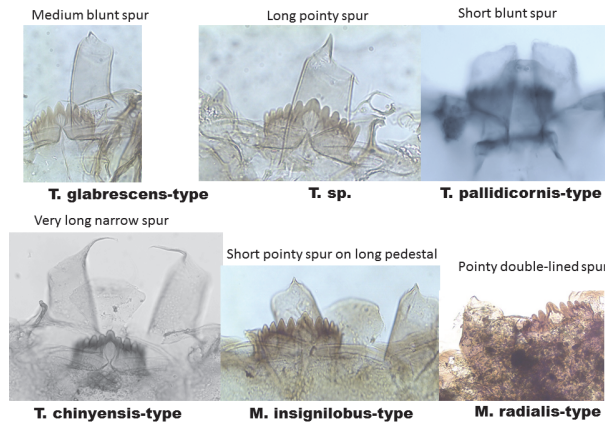 Medium blunt spur
Long pointy spur
Short blunt spur
T. glabrescens-type
T. sp.
T. pallidicornis-type
Very long narrow spur
Short pointy spur on long pedestal
Pointy double-lined spur
T. chinyensis-type
M. insignilobus-type
M. radialis-type